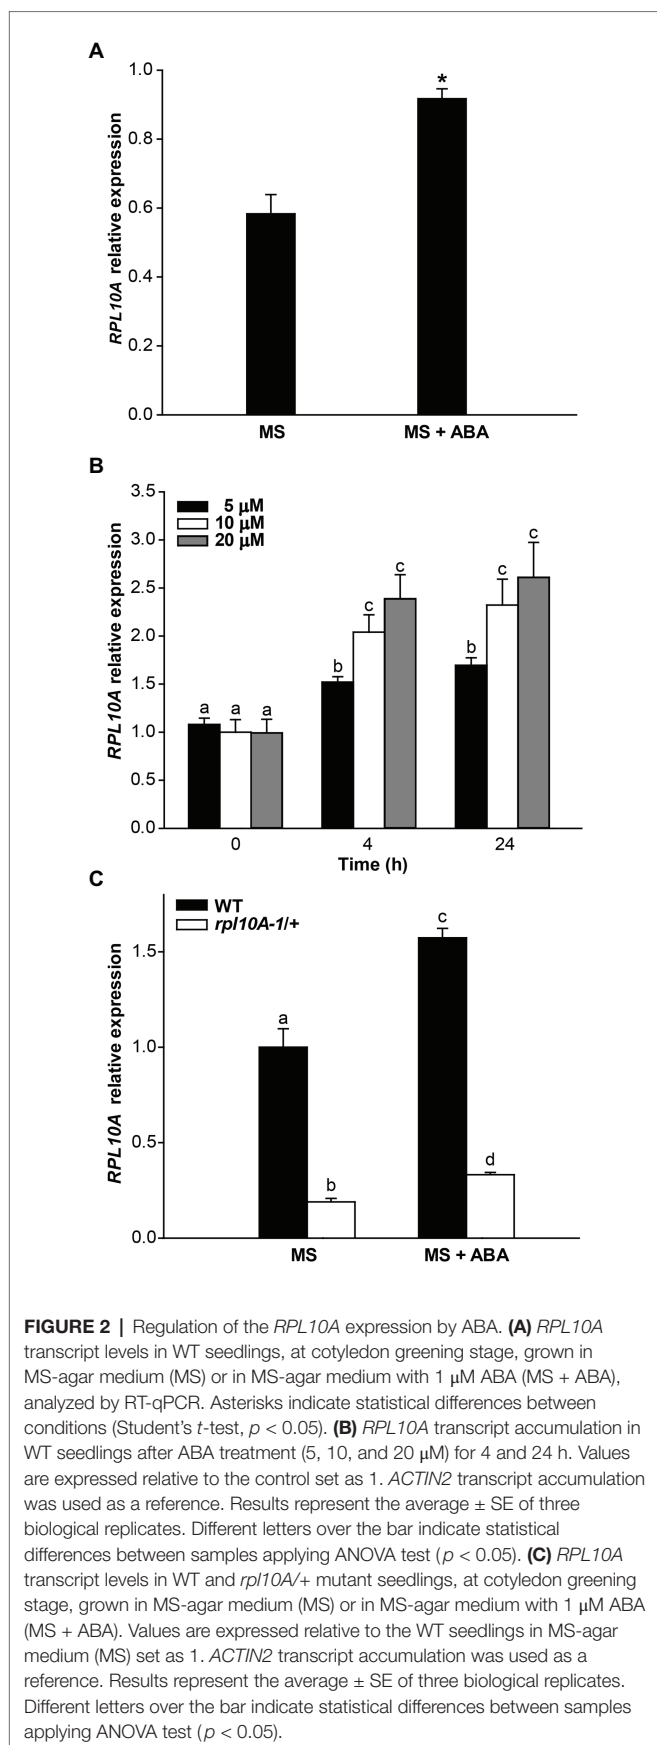 A
1.0
0.8
0.6
0.4
0.2
0.0
RPL10A relative expression
*
MS
MS + ABA
B
3.5
3.0
2.5
2.0
1.5
1.0
0.5
0.0
RPL10A relative expression
5 µM
10 µM
20 µM
a a a
b c c
b c c
0 4 24
Time (h)
C
1.5
1.0
0.5
0.0
RPL10A relative expression
WT
rpl10A-1/+
a
b
c
d
MS
MS + ABA
FIGURE 2 | Regulation of the RPL10A expression by ABA. (A) RPL10A
transcript levels in WT seedlings, at cotyledon greening stage, grown in
MS-agar medium (MS) or in MS-agar medium with 1 µM ABA (MS + ABA),
analyzed by RT-qPCR. Asterisks indicate statistical differences between
conditions (Student's t-test, p < 0.05). (B) RPL10A transcript accumulation in
WT seedlings after ABA treatment (5, 10, and 20 µM) for 4 and 24 h. Values
are expressed relative to the control set as 1. ACTIN2 transcript accumulation
was used as a reference. Results represent the average ± SE of three
biological replicates. Different letters over the bar indicate statistical
differences between samples applying ANOVA test (p < 0.05). (C) RPL10A
transcript levels in WT and rpl10A/+ mutant seedlings, at cotyledon greening
stage, grown in MS-agar medium (MS) or in MS-agar medium with 1 µM ABA
(MS + ABA). Values are expressed relative to the WT seedlings in MS-agar
medium (MS) set as 1. ACTIN2 transcript accumulation was used as a
reference. Results represent the average ± SE of three biological replicates.
Different letters over the bar indicate statistical differences between samples
applying ANOVA test (p < 0.05).